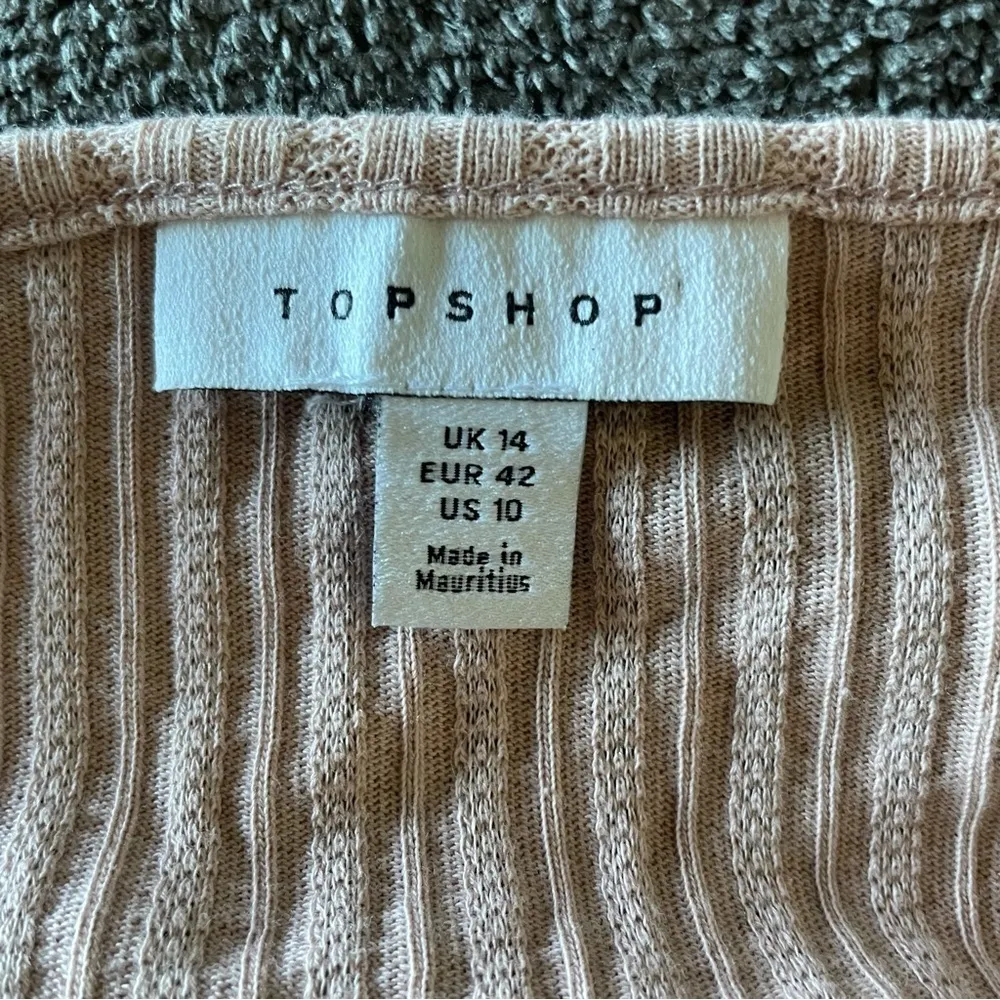 TOPSHOP
UK 14
EUR 42
US 10
Made in
Mauritius